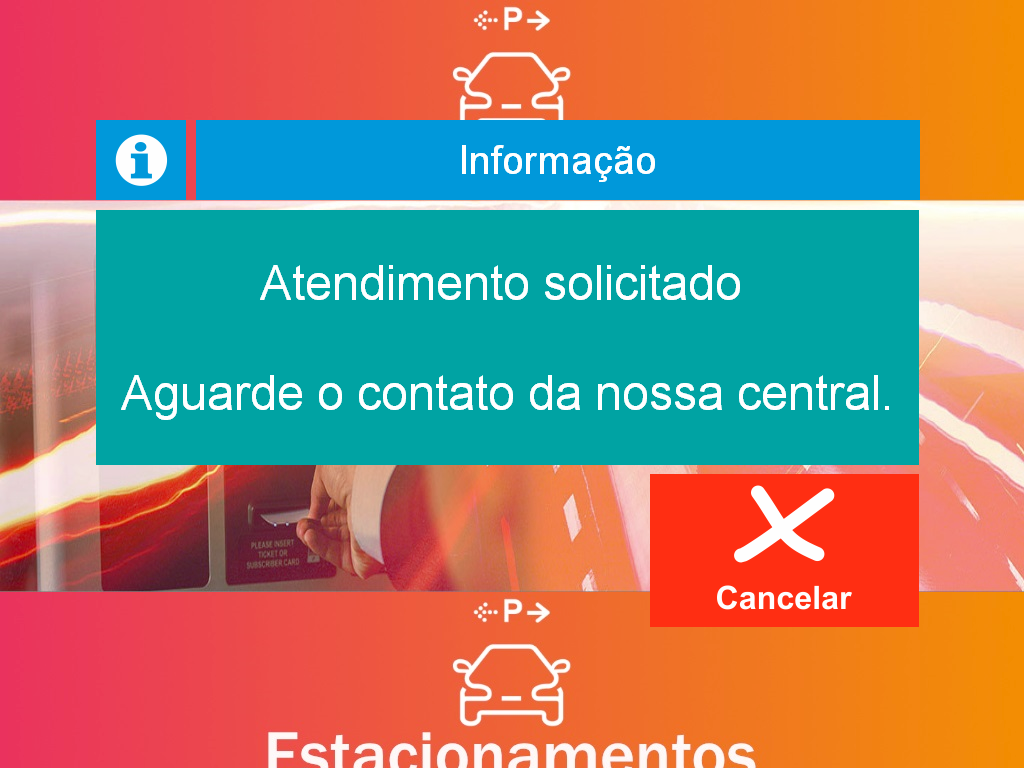 P
Informação
Atendimento solicitado
Aguarde o contato da nossa central.
PLEASE INSERT
TICKET OR
SUBSCRIBER CARD
Cancelar
P
Estacionamentos